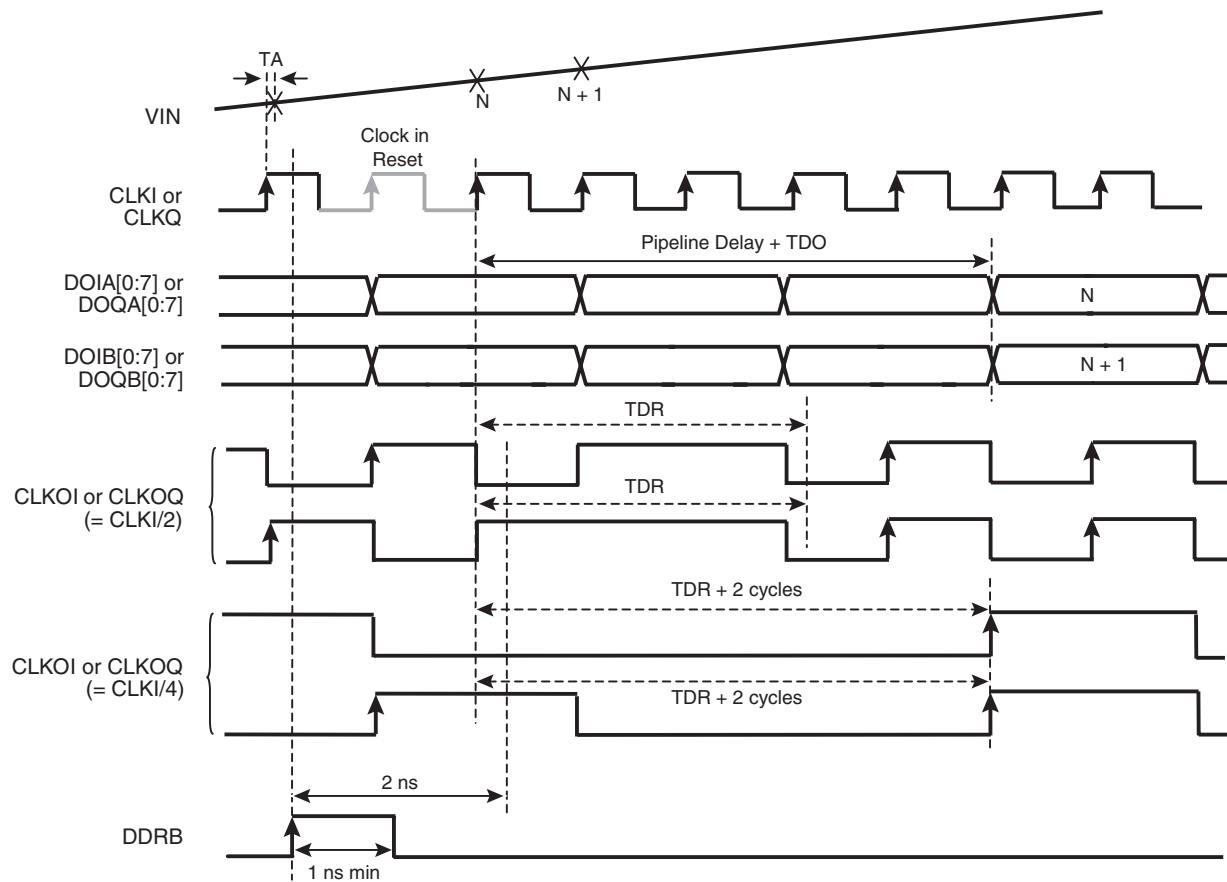 TA
VIN
N
N + 1
Clock in
Reset
CLKI or
CLKQ
Pipeline Delay + TDO
DOIA[0:7] or
DOQA[0:7]
N
DOIB[0:7] or
DOQB[0:7]
N + 1
TDR
CLKOI or CLKOQ
(= CLKI/2)
TDR
TDR + 2 cycles
CLKOI or CLKOQ
(= CLKI/4)
TDR + 2 cycles
2 ns
DDRB
1 ns min